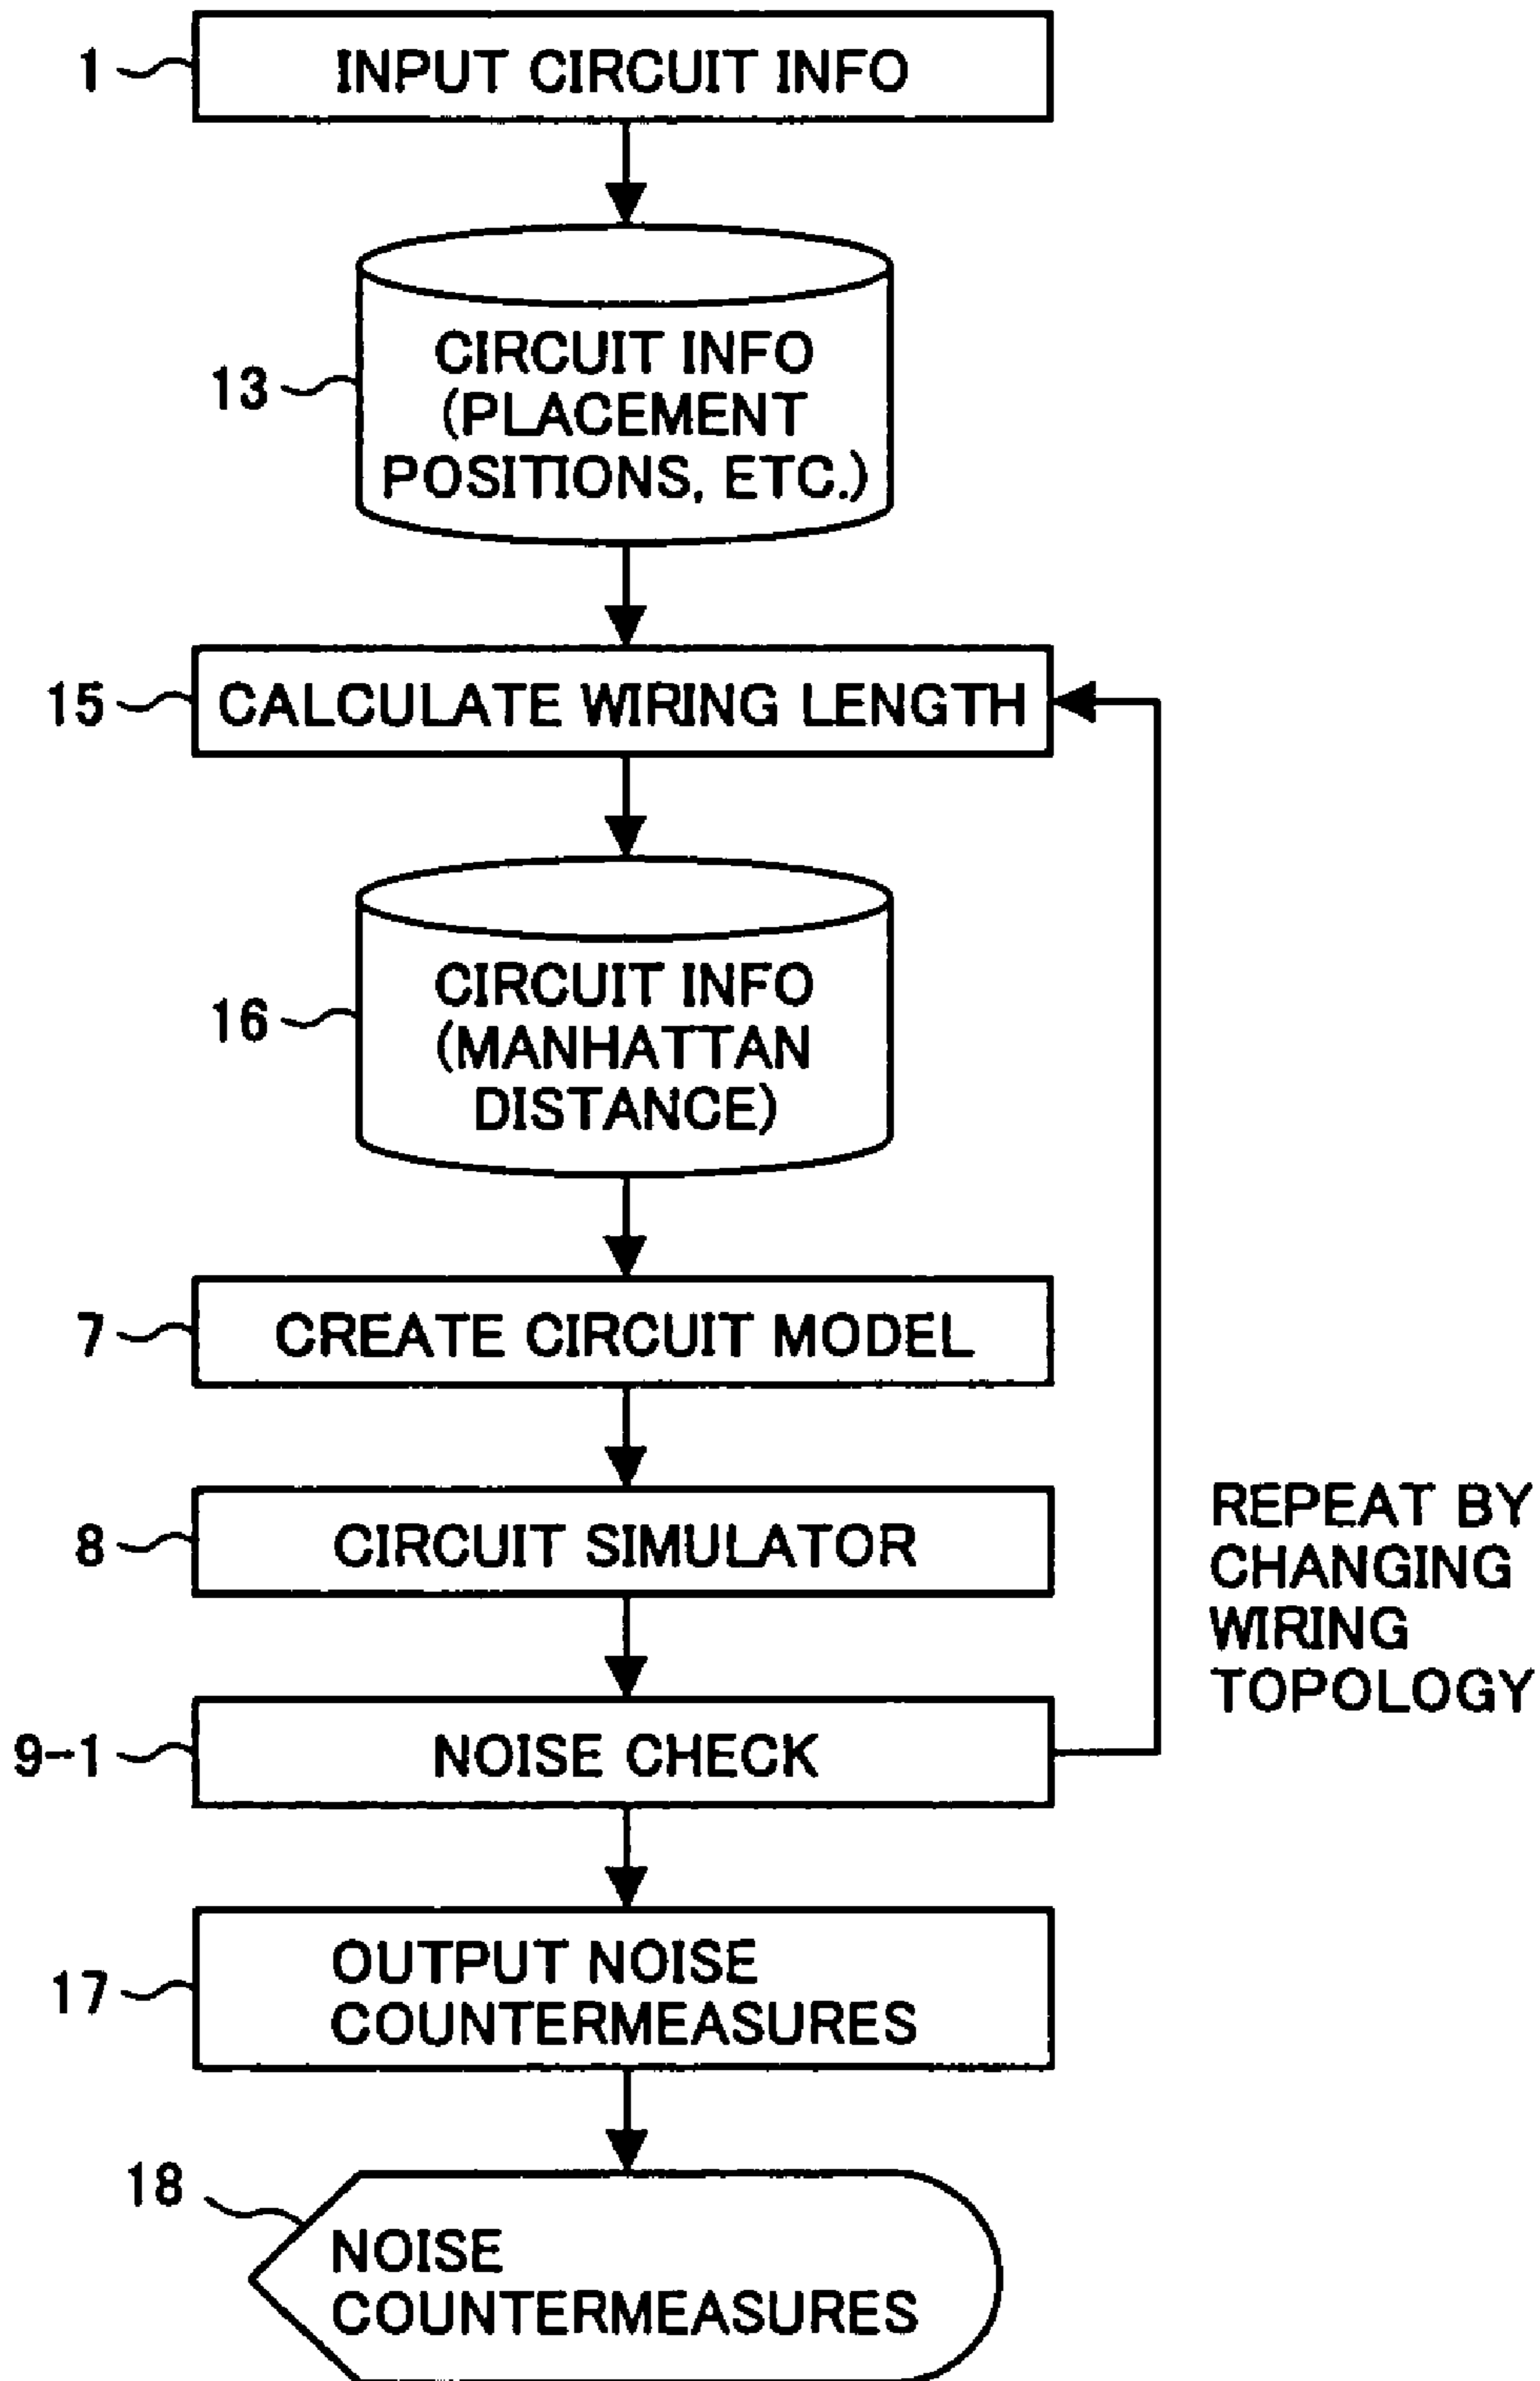 1
INPUT CIRCUIT INFO
13
CIRCUIT INFO
(PLACEMENT
POSITIONS, ETC.)
15
CALCULATE WIRING LENGTH
16
CIRCUIT INFO
(MANHATTAN
DISTANCE)
7
CREATE CIRCUIT MODEL
8
CIRCUIT SIMULATOR
REPEAT BY
CHANGING
WIRING
TOPOLOGY
9-1
NOISE CHECK
17
OUTPUT NOISE
COUNTERMEASURES
18
NOISE
COUNTERMEASURES